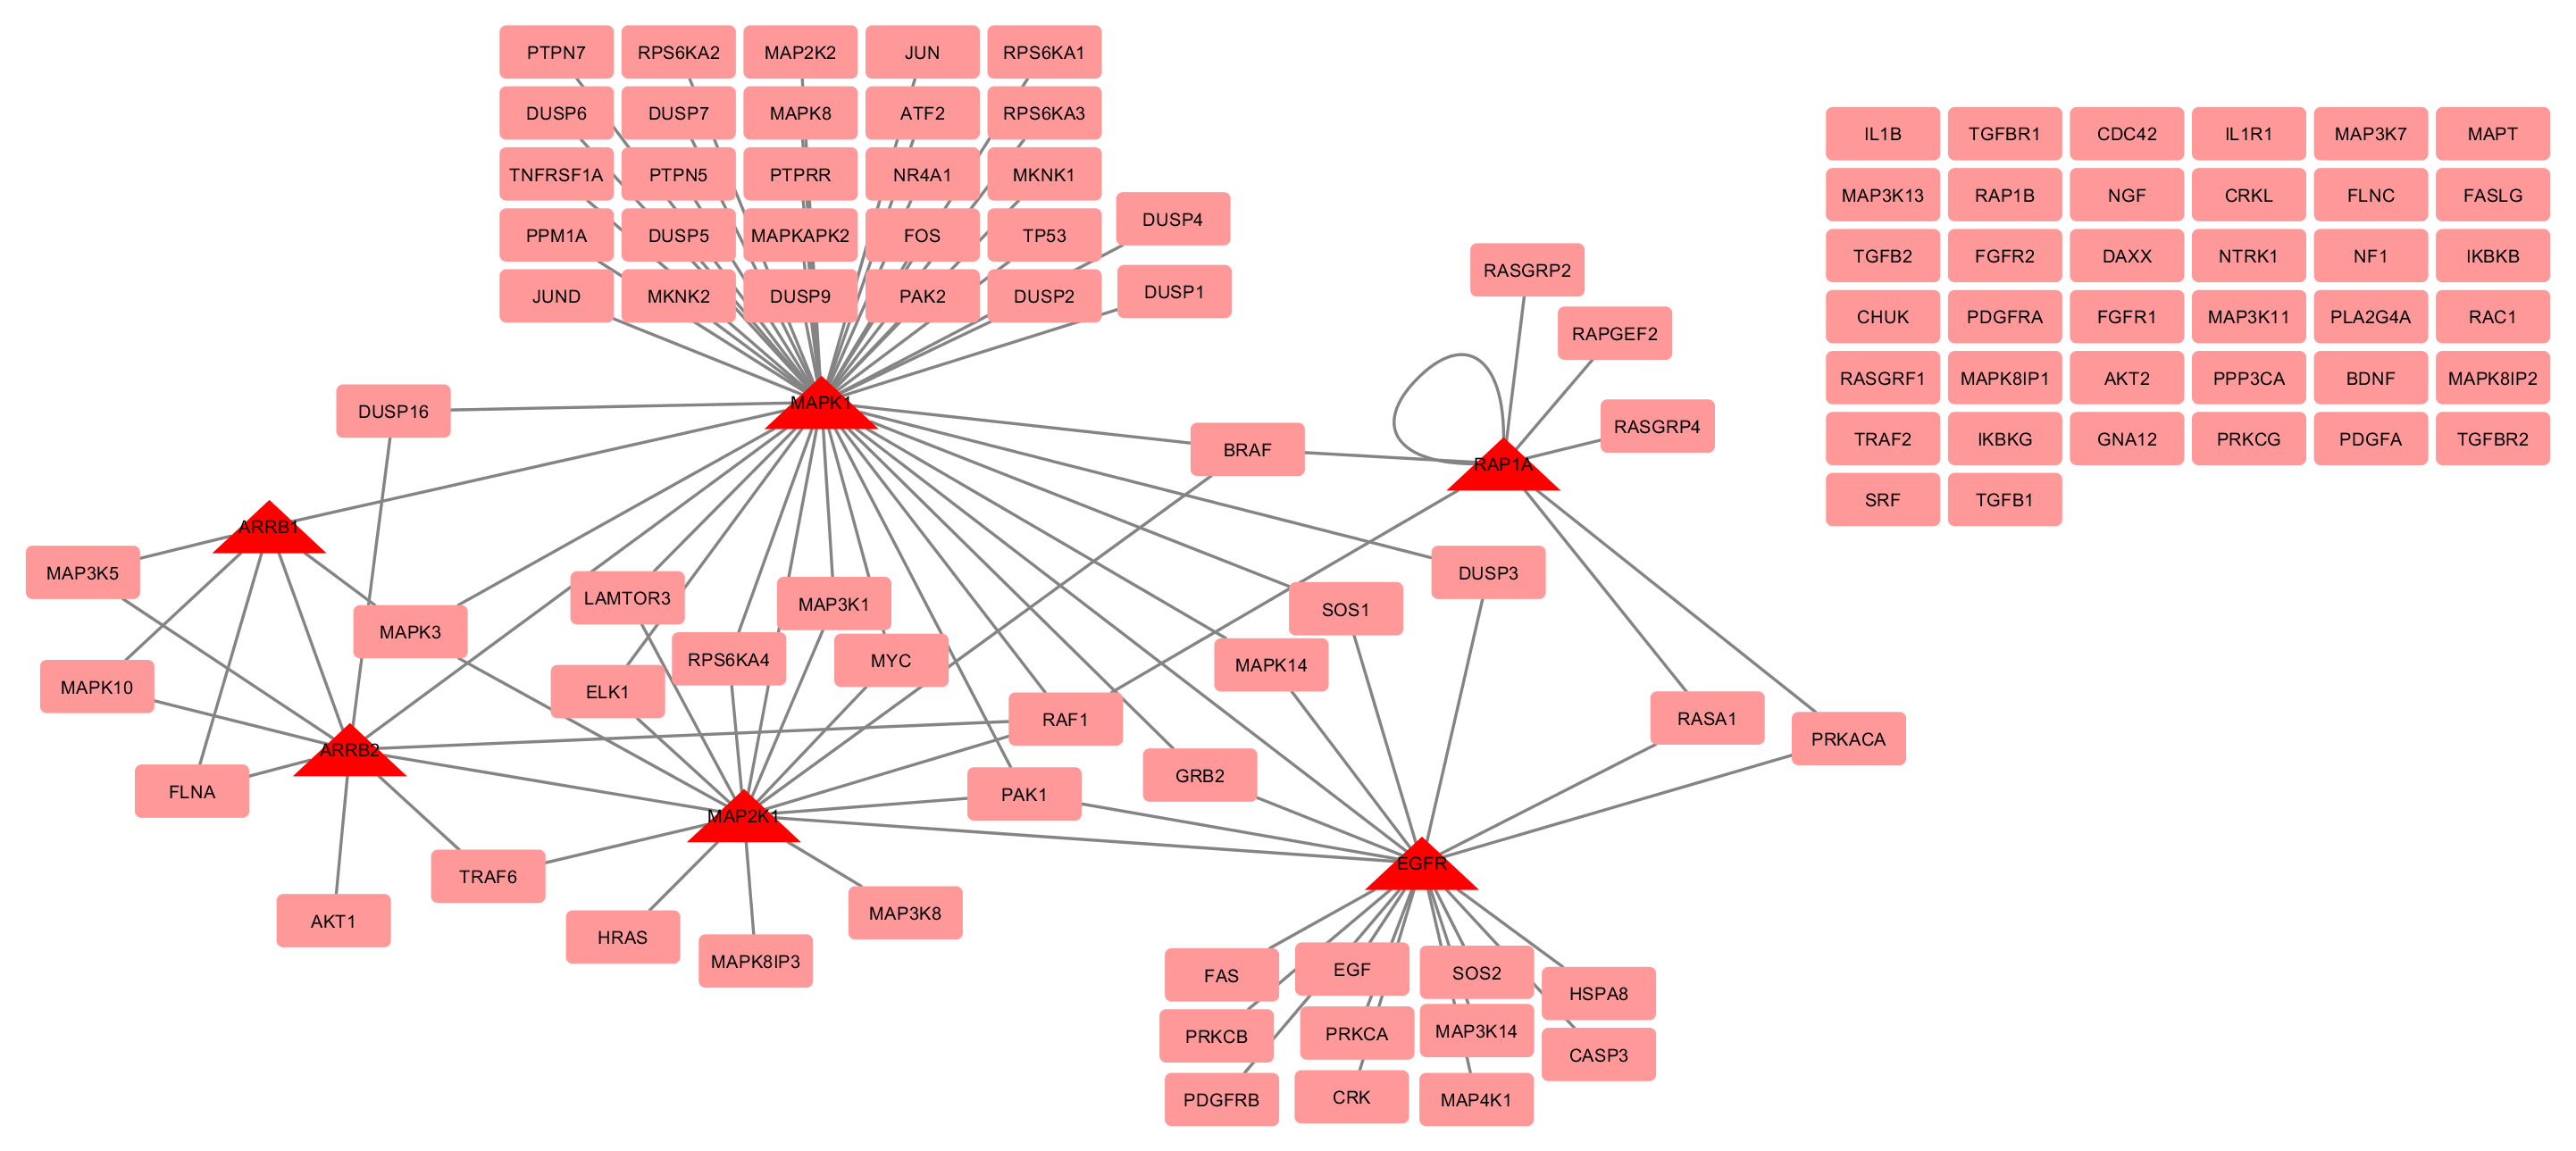 PTPN7
RPS6KA2
MAP2K2
JUN
RPS6KA1
DUSP6
DUSP7
MAPK8
ATF2
RPS6KA3
TNFRSF1A
PTPN5
PTPRR
NR4A1
MKNK1
PPM1A
DUSP5
MAPKAPK2
FOS
TP53
DUSP4
JUND
MKNK2
DUSP9
PAK2
DUSP2
DUSP1
DUSP16
MAPK1
BRAF
RASGRP2
RAPGEF2
RASGRP4
RAP1A
ARRB1
MAP3K5
MAPK3
LAMTOR3
MAP3K1
SOS1
DUSP3
MAPK10
ELK1
RPS6KA4
MYC
MAPK14
RAF1
RASA1
PRKACA
ARRB2
FLNA
MAP2K1
PAK1
GRB2
EGFR
TRAF6
AKT1
HRAS
MAPK8IP3
MAP3K8
FAS
EGF
SOS2
HSPA8
PRKCB
PRKCA
MAP3K14
CASP3
PDGFRB
CRK
MAP4K1
IL1B
TGFBR1
CDC42
IL1R1
MAP3K7
MAPT
MAP3K13
RAP1B
NGF
CRKL
FLNC
FASLG
TGFB2
FGFR2
DAXX
NTRK1
NF1
IKBKB
CHUK
PDGFRA
FGFR1
MAP3K11
PLA2G4A
RAC1
RASGRF1
MAPK8IP1
AKT2
PPP3CA
BDNF
MAPK8IP2
TRAF2
IKBKG
GNA12
PRKCG
PDGFA
TGFBR2
SRF
TGFB1